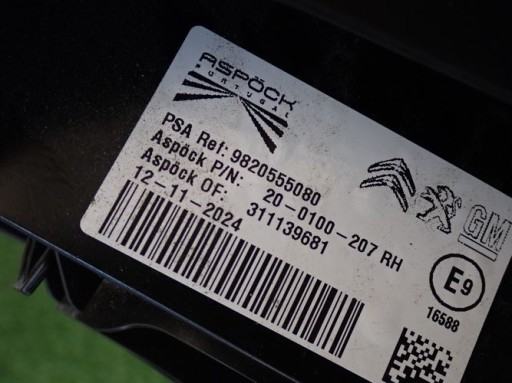 ASPÖCK
PORTUGAL
PSA Ref: 9820555080
Aspöck P/N: 20-0100-207 RH
Aspöck OF: 311139681
12-11-2024
GM
E9
16588